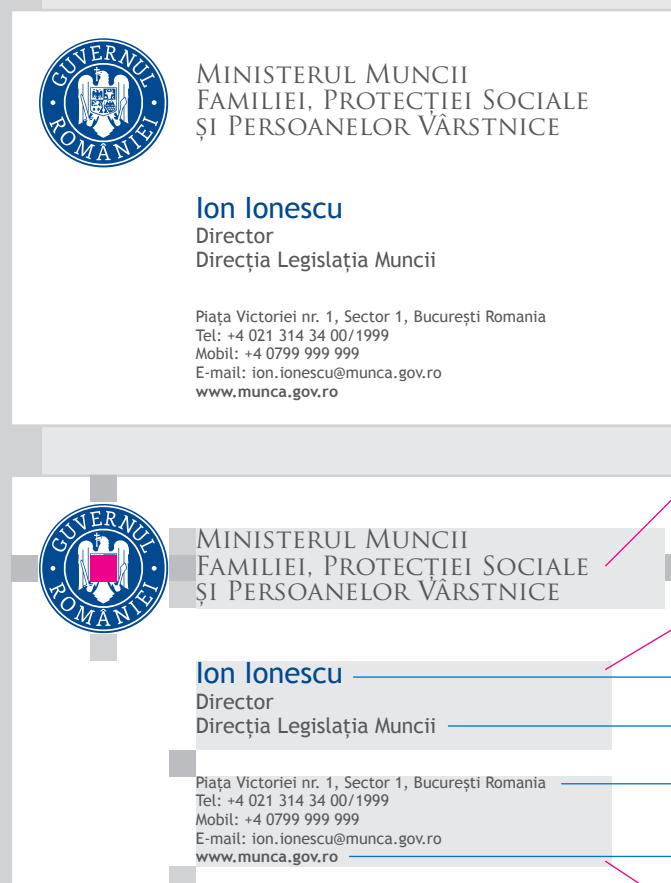 GUVERNUL ROMÂNIEI
Ministerul Muncii
Familiei, Protecției Sociale
și Persoanelor Vârstnice
Ion Ionescu
Director
Direcția Legislația Muncii
Piața Victoriei nr. 1, Sector 1, București Romania
Tel: +4 021 314 34 00/1999
Mobil: +4 0799 999 999
E-mail: ion.ionescu@munca.gov.ro
www.munca.gov.ro
GUVERNUL ROMÂNIEI
Ministerul Muncii
Familiei, Protecției Sociale
și Persoanelor Vârstnice
Ion Ionescu
Director
Direcția Legislația Muncii
Piața Victoriei nr. 1, Sector 1, București Romania
Tel: +4 021 314 34 00/1999
Mobil: +4 0799 999 999
E-mail: ion.ionescu@munca.gov.ro
www.munca.gov.ro